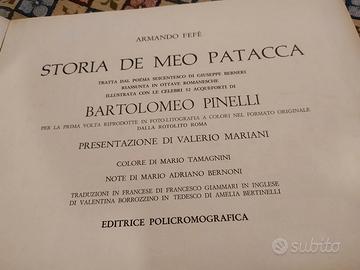 ARMANDO FEFÈ
STORIA DE MEO PATACCA
TRATTA DAL POEMA SEICENTESCO DI GIUSEPPE BERNERI
RIASSUNTA IN OTTAVE ROMANESCHE
ILLUSTRATA CON LE CELEBRI 52 ACQUEFORTI DI
BARTOLOMEO PINELLI
PER LA PRIMA VOLTA RIPRODOTTE IN FOTO-LITOGRAFIA A COLORI NEL FORMATO ORIGINALE
DALLA ROTOLITO ROMA
PRESENTAZIONE DI VALERIO MARIANI
COLORE DI MARIO TAMAGNINI
NOTE DI MARIO ADRIANO BERNONI
TRADUZIONI IN FRANCESE DI FRANCESCO GIAMMARI IN INGLESE
DI VALENTINA BORROZZINO IN TEDESCO DI AMELIA BERTINELLI
EDITRICE POLICROMOGRAFICA
subito